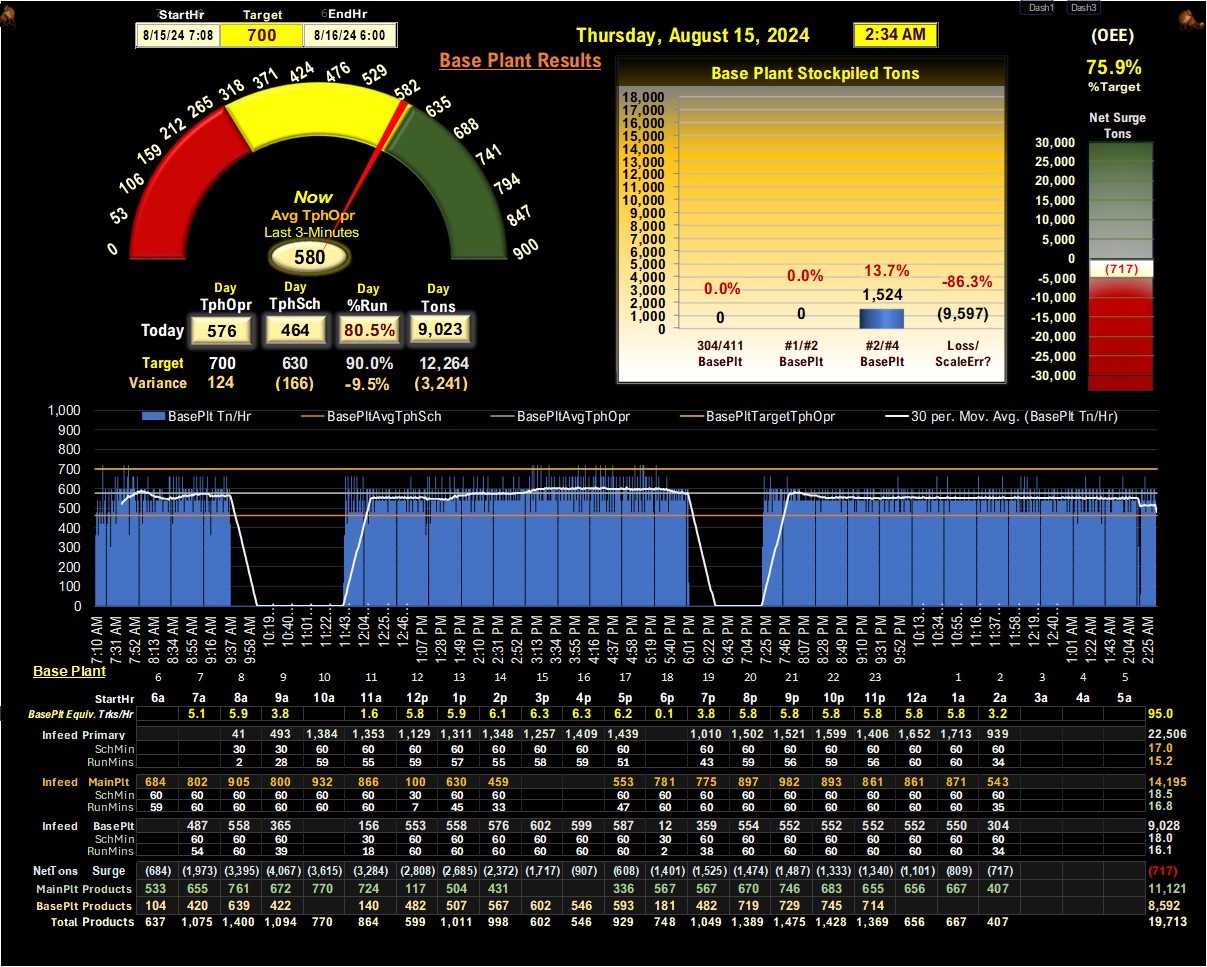 StartHr Target EndHr Dash1 Dash3
8/15/24 7:08 700 8/16/24 6:00
Thursday, August 15, 2024 2:34 AM (OEE)
Base Plant Results
75.9%
%Target
Base Plant Stockpiled Tons
0 53 106 159 212 265 318 371 424 476 529 582 635 688 741 794 847 900
Now
Avg TphOpr
Last 3-Minutes
580
18,000
17,000
16,000
15,000
14,000
13,000
12,000
11,000
10,000
9,000
8,000
7,000
6,000
5,000
4,000
3,000
2,000
1,000
0
0.0% 0.0% 13.7% -86.3%
0 0 1,524 (9,597)
304/411 #1/#2 #2/#4 Loss/
BasePlt BasePlt BasePlt ScaleErr?
Net Surge
Tons
30,000
25,000
20,000
15,000
10,000
5,000
0
(717)
-5,000
-10,000
-15,000
-20,000
-25,000
-30,000
Day Day Day Day
TphOpr TphSch %Run Tons
Today 576 464 80.5% 9,023
Target 700 630 90.0% 12,264
Variance 124 (166) -9.5% (3,241)
BasePlt Tn/Hr BasePltAvgTphSch BasePltAvgTphOpr BasePltTargetTphOpr 30 per. Mov. Avg. (BasePlt Tn/Hr)
1,000
900
800
700
600
500
400
300
200
100
0
7:10 AM 7:31 AM 7:52 AM 8:13 AM 8:34 AM 8:55 AM 9:16 AM 9:37 AM 9:58 AM 10:19... 10:40... 11:01... 11:22... 11:43... 12:04... 12:25... 12:46... 1:07 PM 1:28 PM 1:49 PM 2:10 PM 2:31 PM 2:52 PM 3:13 PM 3:34 PM 3:55 PM 4:16 PM 4:37 PM 4:58 PM 5:19 PM 5:40 PM 6:01 PM 6:22 PM 6:43 PM 7:04 PM 7:25 PM 7:46 PM 8:07 PM 8:28 PM 8:49 PM 9:10 PM 9:31 PM 9:52 PM 10:13... 10:34... 10:55... 11:16... 11:37... 11:58... 12:19... 12:40... 1:01 AM 1:22 AM 1:43 AM 2:04 AM 2:25 AM
Base Plant
6 7 8 9 10 11 12 13 14 15 16 17 18 19 20 21 22 23 1 2 3 4 5
StartHr 6a 7a 8a 9a 10a 11a 12p 1p 2p 3p 4p 5p 6p 7p 8p 9p 10p 11p 12a 1a 2a 3a 4a 5a
BasePlt Equiv. Trks/Hr 5.1 5.9 3.8 1.6 5.8 5.9 6.1 6.3 6.3 6.2 0.1 3.8 5.8 5.8 5.8 5.8 5.8 5.8 3.2 95.0
Infeed Primary 41 493 1,384 1,353 1,129 1,311 1,348 1,257 1,409 1,439 1,010 1,502 1,521 1,599 1,406 1,652 1,713 939 22,506
SchMin 30 30 60 60 60 60 60 60 60 60 60 60 60 60 60 60 60 60 17.0
RunMins 2 28 59 55 59 57 55 58 59 51 43 59 56 59 56 60 60 34 15.2
Infeed MainPlt 684 802 905 800 932 866 100 630 459 553 781 775 897 982 893 861 861 871 543 14,195
SchMin 60 60 60 60 60 60 30 60 60 60 60 60 60 60 60 60 60 60 60 18.5
RunMins 59 60 60 60 60 60 7 45 33 47 60 60 60 60 60 60 60 60 35 16.8
Infeed BasePlt 487 558 365 156 553 558 576 602 599 587 12 359 554 552 552 552 552 550 304 9,028
SchMin 60 60 60 30 60 60 60 60 60 60 30 60 60 60 60 60 60 60 60 18.0
RunMins 54 60 39 18 60 60 60 60 60 60 2 38 60 60 60 60 60 60 34 16.1
NetTons Surge (684) (1,973) (3,395) (4,067) (3,615) (3,284) (2,808) (2,685) (2,372) (1,717) (907) (608) (1,401) (1,525) (1,474) (1,487) (1,333) (1,340) (1,101) (809) (717) (717)
MainPlt Products 533 655 761 672 770 724 117 504 431 336 567 567 670 746 683 655 656 667 407 11,121
BasePlt Products 104 420 639 422 140 482 507 567 602 546 593 181 482 719 729 745 714 8,592
Total Products 637 1,075 1,400 1,094 770 864 599 1,011 998 602 546 929 748 1,049 1,389 1,475 1,428 1,369 656 667 407 19,713